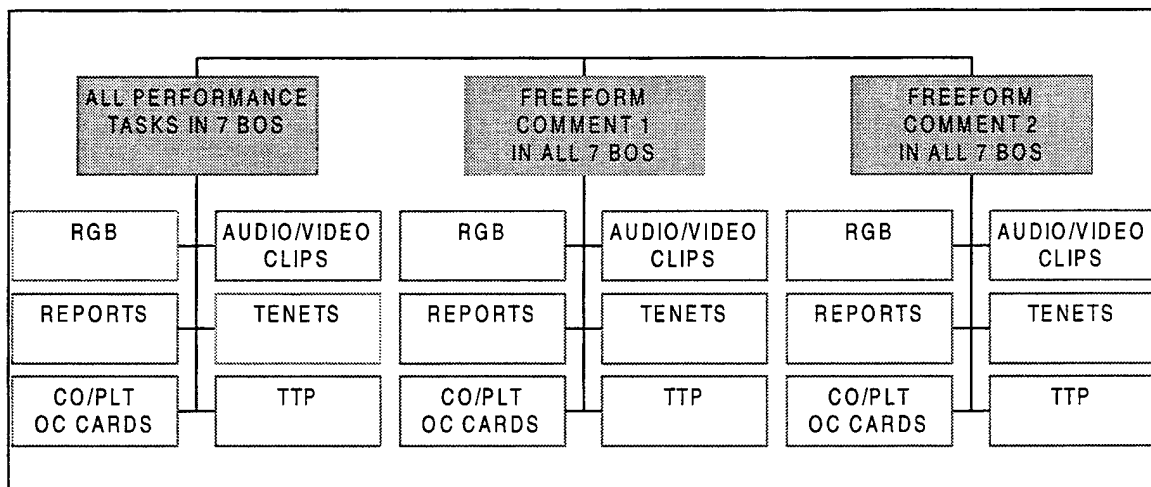 ALL PERFORMANCE
TASKS IN 7 BOS
FREEFORM
COMMENT 1
IN ALL 7 BOS
FREEFORM
COMMENT 2
IN ALL 7 BOS
RGB
AUDIO/VIDEO
CLIPS
REPORTS
TENETS
CO/PLT
OC CARDS
TTP
RGB
AUDIO/VIDEO
CLIPS
REPORTS
TENETS
CO/PLT
OC CARDS
TTP
RGB
AUDIO/VIDEO
CLIPS
REPORTS
TENETS
CO/PLT
OC CARDS
TTP